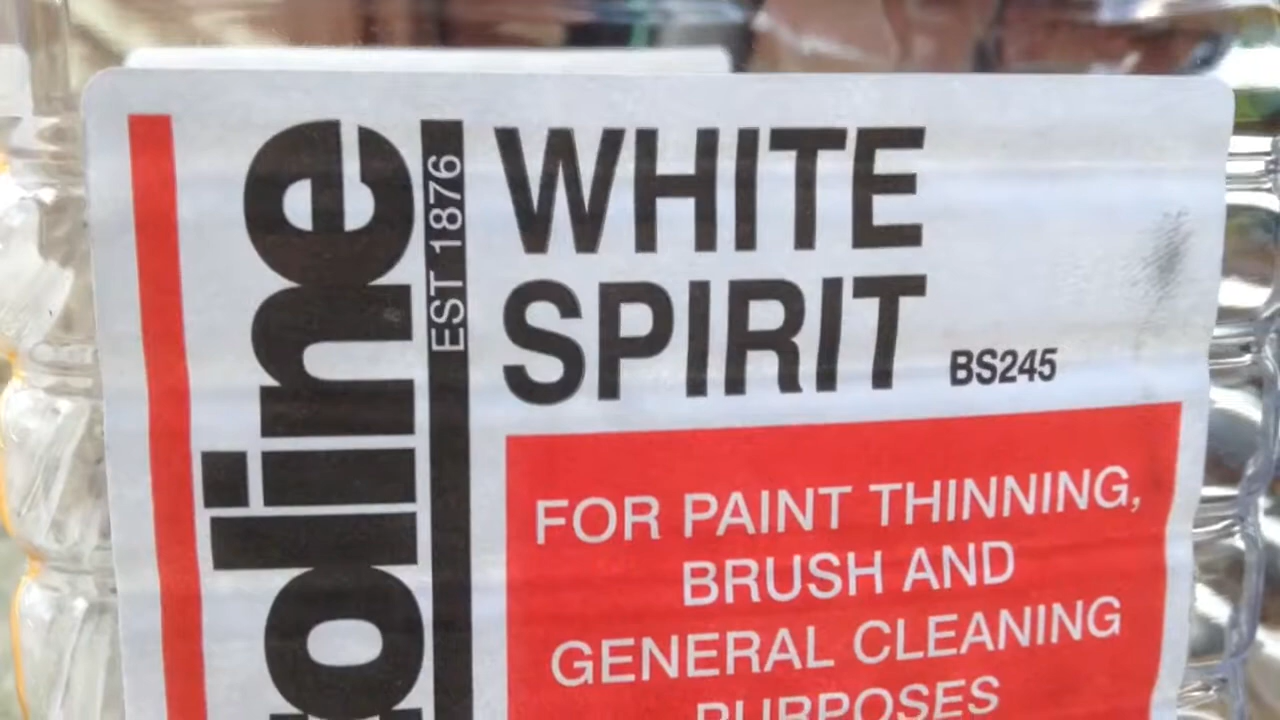 WHITE
SPIRIT BS245
FOR PAINT THINNING,
BRUSH AND
GENERAL CLEANING
PURPOSES
EST 1876